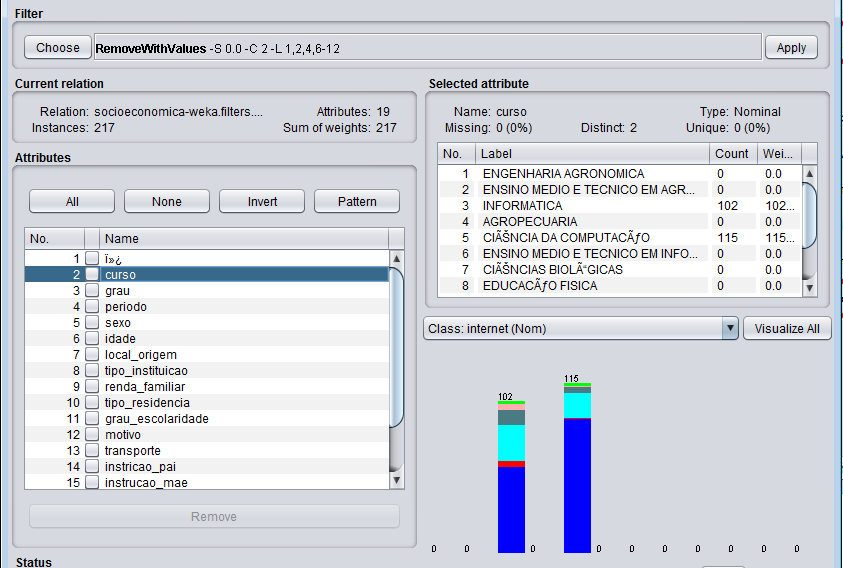 Filter
Choose RemoveWithValues -S 0.0 -C 2 -L 1,2,4,6-12 Apply
Current relation
Relation: socioeconomica-weka.filters.... Attributes: 19
Instances: 217 Sum of weights: 217
Attributes
All None Invert Pattern
No. Name
1 ï»¿
2 curso
3 grau
4 periodo
5 sexo
6 idade
7 local_origem
8 tipo_instituicao
9 renda_familiar
10 tipo_residencia
11 grau_escolaridade
12 motivo
13 transporte
14 instricao_pai
15 instrucao_mae
Remove
Status
Selected attribute
Name: curso Type: Nominal
Missing: 0 (0%) Distinct: 2 Unique: 0 (0%)
No. Label Count Wei...
1 ENGENHARIA AGRONOMICA 0 0.0
2 ENSINO MEDIO E TECNICO EM AGR... 0 0.0
3 INFORMATICA 102 102...
4 AGROPECUARIA 0 0.0
5 CIÃŠNCIA DA COMPUTACÃƒO 115 115...
6 ENSINO MEDIO E TECNICO EM INFO... 0 0.0
7 CIÃŠNCIAS BIOLÃ“GICAS 0 0.0
8 EDUCACÃƒO FISICA 0 0.0
Class: internet (Nom) Visualize All
115
102
0 0 0 0 0 0 0 0 0 0